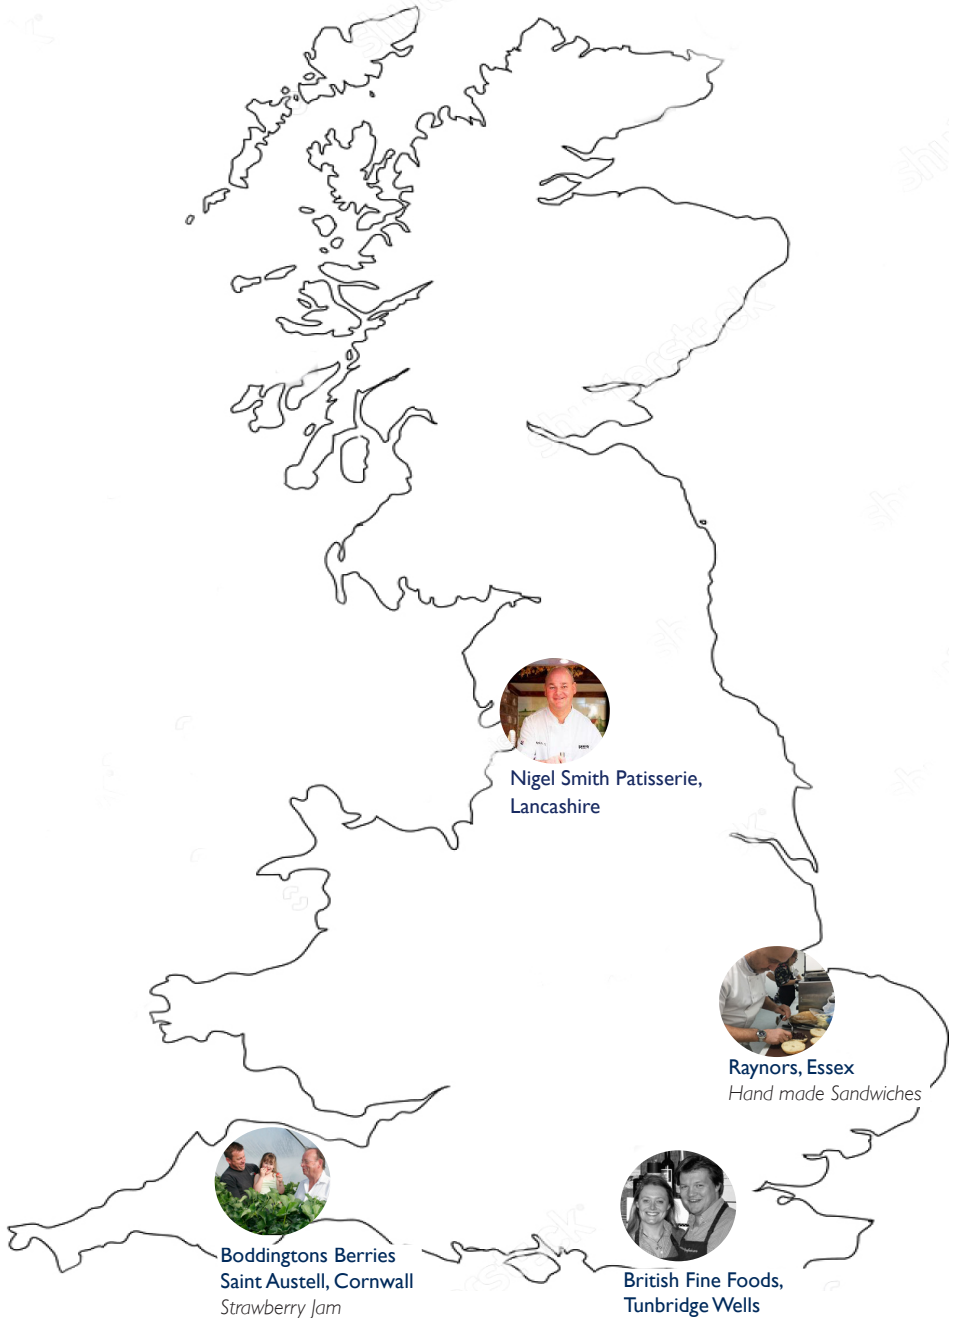 Nigel Smith Patisserie,
Lancashire
Raynors, Essex
Hand made Sandwiches
Boddingtons Berries
Saint Austell, Cornwall
Strawberry Jam
British Fine Foods,
Tunbridge Wells